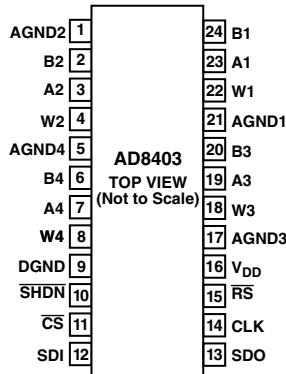 AGND2 1 24 B1
B2 2 23 A1
A2 3 22 W1
W2 4 21 AGND1
AGND4 5 20 B3
B4 6 19 A3
A4 7 18 W3
W4 8 17 AGND3
DGND 9 16 VDD
SHDN 10 15 RS
CS 11 14 CLK
SDI 12 13 SDO
AD8403
TOP VIEW
(Not to Scale)